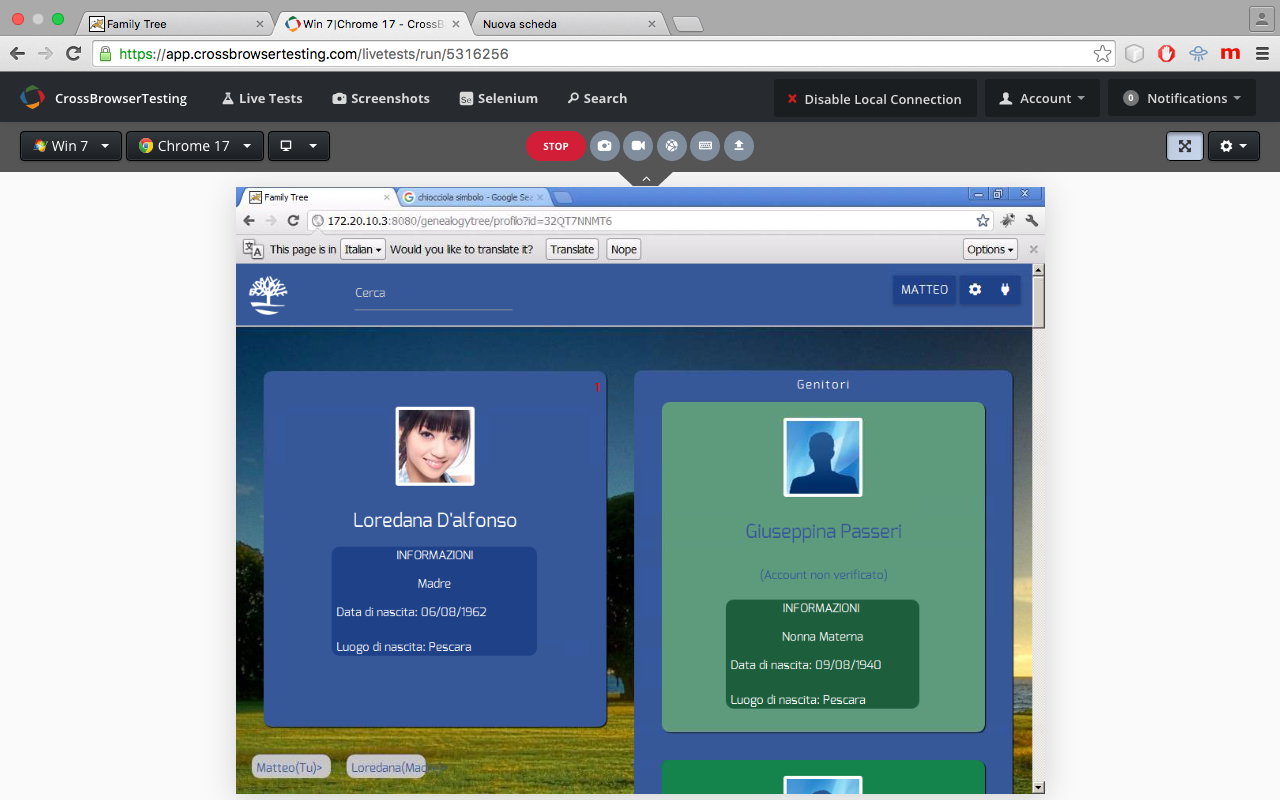 Family Tree
Win 7|Chrome 17 - CrossB
Nuova scheda
https://app.crossbrowsertesting.com/livetests/run/5316256
CrossBrowserTesting
Live Tests
Screenshots
Se
Selenium
Search
Disable Local Connection
Account
0
Notifications
Win 7
Chrome 17
STOP
Family Tree
chiocciola simbolo - Google Sea
172.20.10.3:8080/genealogytree/profilo?id=32QT7NNMT6
This page is in Italian Would you like to translate it? Translate Nope
Options
Cerca
MATTEO
1
Loredana D'alfonso
INFORMAZIONI
Madre
Data di nascita: 06/08/1962
Luogo di nascita: Pescara
Genitori
Giuseppina Passeri
(Account non verificato)
INFORMAZIONI
Nonna Materna
Data di nascita: 09/08/1940
Luogo di nascita: Pescara
Matteo(Tu)>